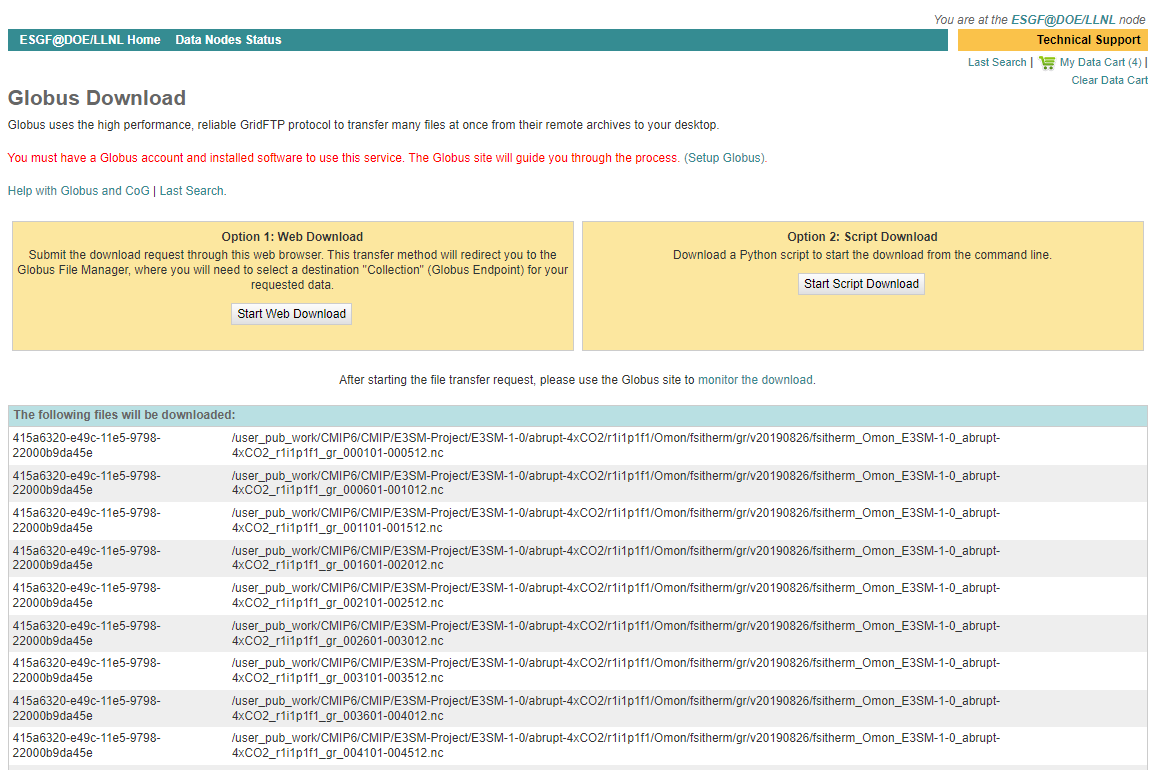 You are at the ESGF@DOE/LLNL node
ESGF@DOE/LLNL Home Data Nodes Status
Technical Support
Last Search | My Data Cart (4) |
Clear Data Cart
Globus Download
Globus uses the high performance, reliable GridFTP protocol to transfer many files at once from their remote archives to your desktop.
You must have a Globus account and installed software to use this service. The Globus site will guide you through the process. (Setup Globus).
Help with Globus and CoG | Last Search.
Option 1: Web Download
Submit the download request through this web browser. This transfer method will redirect you to the
Globus File Manager, where you will need to select a destination "Collection" (Globus Endpoint) for your
requested data.
Start Web Download
Option 2: Script Download
Download a Python script to start the download from the command line.
Start Script Download
After starting the file transfer request, please use the Globus site to monitor the download.
The following files will be downloaded:
415a6320-e49c-11e5-9798-
22000b9da45e
/user_pub_work/CMIP6/CMIP/E3SM-Project/E3SM-1-0/abrupt-4xCO2/r1i1p1f1/Omon/fsitherm/gr/v20190826/fsitherm_Omon_E3SM-1-0_abrupt-
4xCO2_r1i1p1f1_gr_000101-000512.nc
415a6320-e49c-11e5-9798-
22000b9da45e
/user_pub_work/CMIP6/CMIP/E3SM-Project/E3SM-1-0/abrupt-4xCO2/r1i1p1f1/Omon/fsitherm/gr/v20190826/fsitherm_Omon_E3SM-1-0_abrupt-
4xCO2_r1i1p1f1_gr_000601-001012.nc
415a6320-e49c-11e5-9798-
22000b9da45e
/user_pub_work/CMIP6/CMIP/E3SM-Project/E3SM-1-0/abrupt-4xCO2/r1i1p1f1/Omon/fsitherm/gr/v20190826/fsitherm_Omon_E3SM-1-0_abrupt-
4xCO2_r1i1p1f1_gr_001101-001512.nc
415a6320-e49c-11e5-9798-
22000b9da45e
/user_pub_work/CMIP6/CMIP/E3SM-Project/E3SM-1-0/abrupt-4xCO2/r1i1p1f1/Omon/fsitherm/gr/v20190826/fsitherm_Omon_E3SM-1-0_abrupt-
4xCO2_r1i1p1f1_gr_001601-002012.nc
415a6320-e49c-11e5-9798-
22000b9da45e
/user_pub_work/CMIP6/CMIP/E3SM-Project/E3SM-1-0/abrupt-4xCO2/r1i1p1f1/Omon/fsitherm/gr/v20190826/fsitherm_Omon_E3SM-1-0_abrupt-
4xCO2_r1i1p1f1_gr_002101-002512.nc
415a6320-e49c-11e5-9798-
22000b9da45e
/user_pub_work/CMIP6/CMIP/E3SM-Project/E3SM-1-0/abrupt-4xCO2/r1i1p1f1/Omon/fsitherm/gr/v20190826/fsitherm_Omon_E3SM-1-0_abrupt-
4xCO2_r1i1p1f1_gr_002601-003012.nc
415a6320-e49c-11e5-9798-
22000b9da45e
/user_pub_work/CMIP6/CMIP/E3SM-Project/E3SM-1-0/abrupt-4xCO2/r1i1p1f1/Omon/fsitherm/gr/v20190826/fsitherm_Omon_E3SM-1-0_abrupt-
4xCO2_r1i1p1f1_gr_003101-003512.nc
415a6320-e49c-11e5-9798-
22000b9da45e
/user_pub_work/CMIP6/CMIP/E3SM-Project/E3SM-1-0/abrupt-4xCO2/r1i1p1f1/Omon/fsitherm/gr/v20190826/fsitherm_Omon_E3SM-1-0_abrupt-
4xCO2_r1i1p1f1_gr_003601-004012.nc
415a6320-e49c-11e5-9798-
22000b9da45e
/user_pub_work/CMIP6/CMIP/E3SM-Project/E3SM-1-0/abrupt-4xCO2/r1i1p1f1/Omon/fsitherm/gr/v20190826/fsitherm_Omon_E3SM-1-0_abrupt-
4xCO2_r1i1p1f1_gr_004101-004512.nc